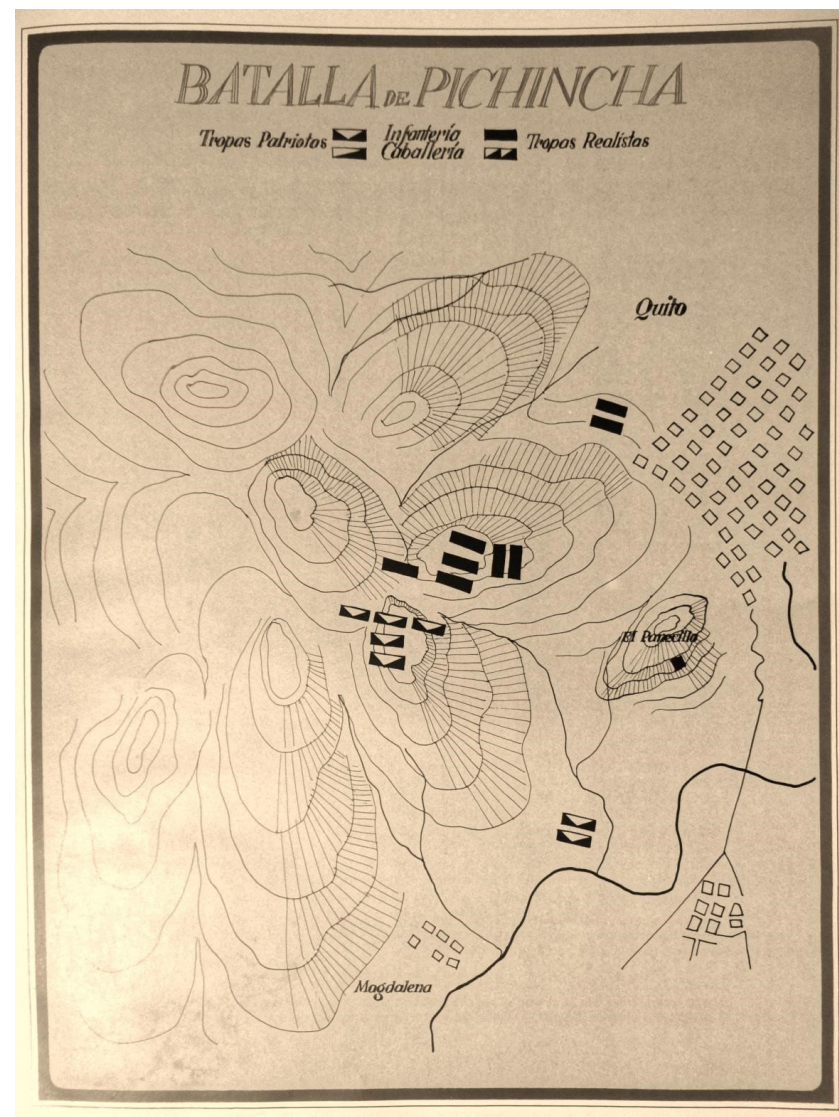 BATALLA DE PICHINCHA
Tropas Patriotas Infantería Tropas Realistas
Caballería
Quito
El Panecillo
Magdalena